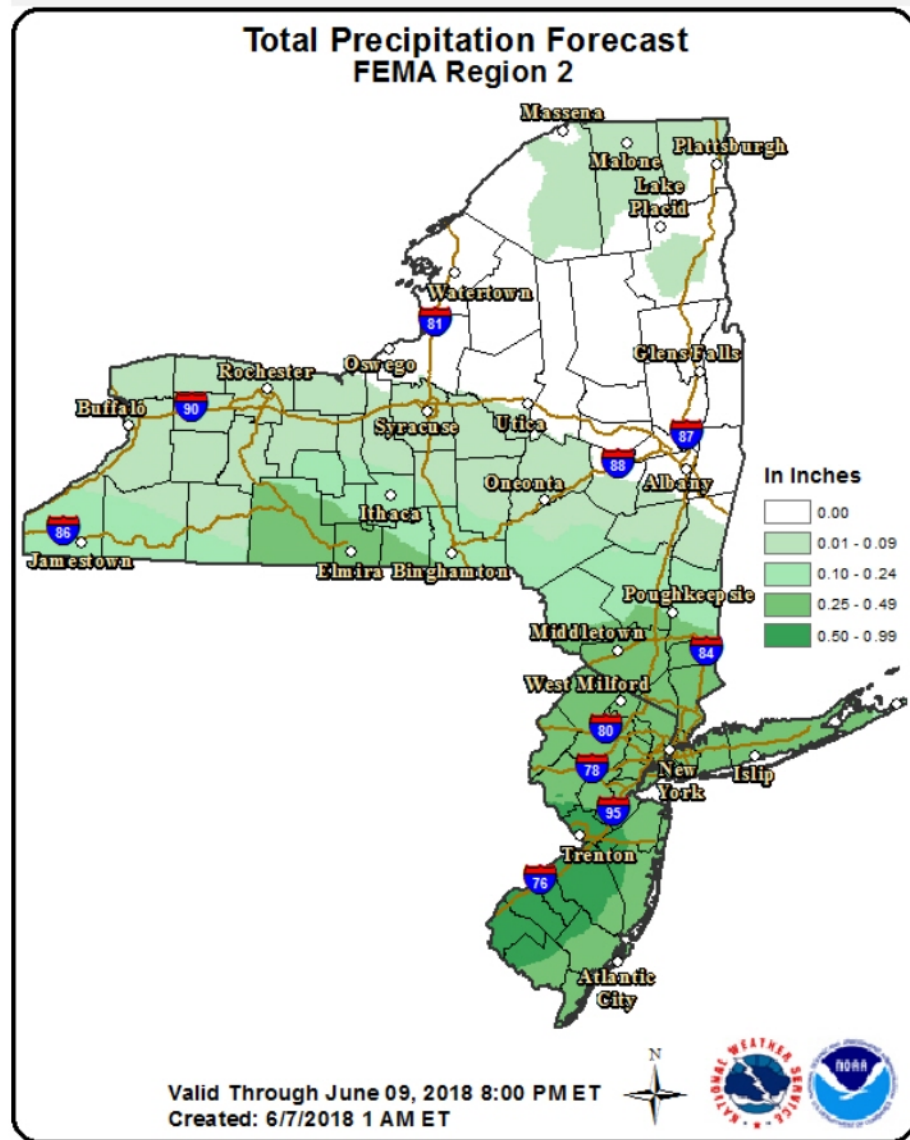 Total Precipitation Forecast
FEMA Region 2
Massena
Malone
Plattsburgh
Lake
Placid
Watertown
81
Oswego
Glens Falls
Rochester
Buffalo
90
Syracuse
Utica
87
88
Albany
Oneonta
Ithaca
86
Jamestown
Elmira
Binghamton
In Inches
0.00
0.01 - 0.09
0.10 - 0.24
0.25 - 0.49
0.50 - 0.99
Poughkeepsie
Middletown
84
West Milford
80
78
New
York
Islip
95
Trenton
76
Atlantic
City
N
Valid Through June 09, 2018 8:00 PM ET
Created: 6/7/2018 1 AM ET
NATIONAL WEATHER SERVICE
NOAA